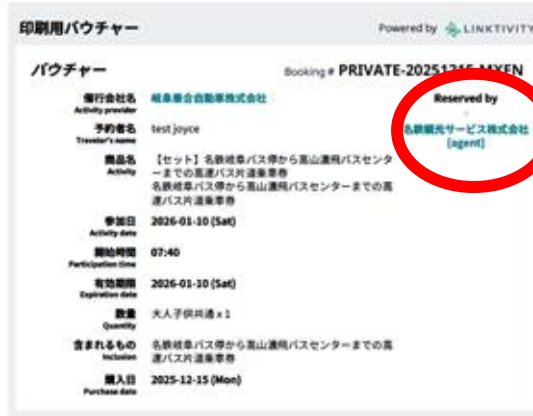 印刷用バウチャー
Powered by LINKTIVITY
バウチャー
Booking # PRIVATE-20251215-MXFN
催行会社名 岐阜乗合自動車株式会社
Activity provider
Reserved by
名鉄観光サービス株式会社
[agent]
予約者名 test joyce
Traveler's name
商品名 【セット】名鉄岐阜バス停から高山濃飛バスセンタ
Activity ーまでの高速バス片道乗車券
名鉄岐阜バス停から高山濃飛バスセンターまでの高
速バス片道乗車券
参加日 2026-01-10 (Sat)
Activity date
開始時間 07:40
Participation time
有効期限 2026-01-10 (Sat)
Expiration date
数量 大人子供共通 x 1
Quantity
含まれるもの 名鉄岐阜バス停から高山濃飛バスセンターまでの高
Inclusion 速バス片道乗車券
購入日 2025-12-15 (Mon)
Purchase date